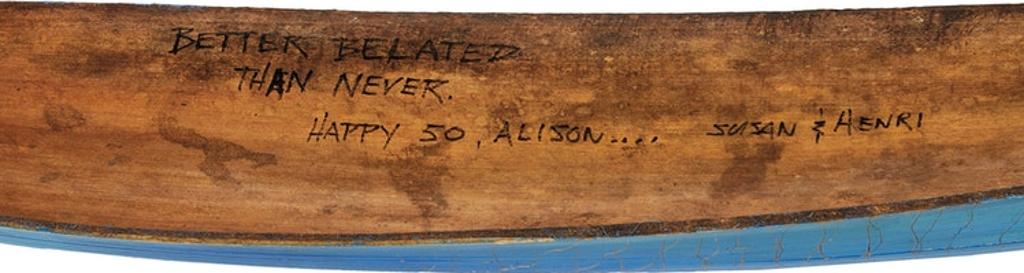 BETTER BELATED
THAN NEVER.
HAPPY 50, ALISON.... SUSAN & HENRI